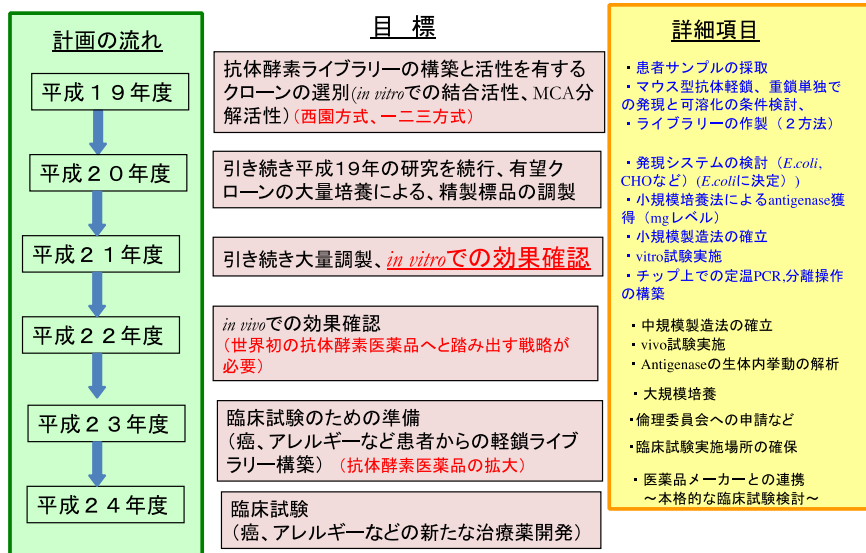 計画の流れ
平成１９年度
平成２０年度
平成２１年度
平成２２年度
平成２３年度
平成２４年度
目 標
抗体酵素ライブラリーの構築と活性を有する
クローンの選別(in vitroでの結合活性、MCA分
解活性)（西園方式、一二三方式）
引き続き平成１９年の研究を続行、有望ク
ローンの大量培養による、精製標品の調製
引き続き大量調製、in vitroでの効果確認
in vivoでの効果確認
（世界初の抗体酵素医薬品へと踏み出す戦略が
必要）
臨床試験のための準備
(癌、アレルギーなど患者からの軽鎖ライブ
ラリー構築）（抗体酵素医薬品の拡大）
臨床試験
(癌、アレルギーなどの新たな治療薬開発）
詳細項目
・患者サンプルの採取
・マウス型抗体軽鎖、重鎖単独で
の発現と可溶化の条件検討、
・ライブラリーの作製（２方法）
・発現システムの検討（E.coli,
CHOなど）(E.coliに決定）)
・小規模培養法によるantigenase獲
得（mgレベル）
・小規模製造法の確立
・vitro試験実施
・チップ上での定温PCR,分離操作
の構築
・中規模製造法の確立
・vivo試験実施
・Antigenaseの生体内挙動の解析
・大規模培養
・倫理委員会への申請など
・臨床試験実施場所の確保
・医薬品メーカーとの連携
～本格的な臨床試験検討～